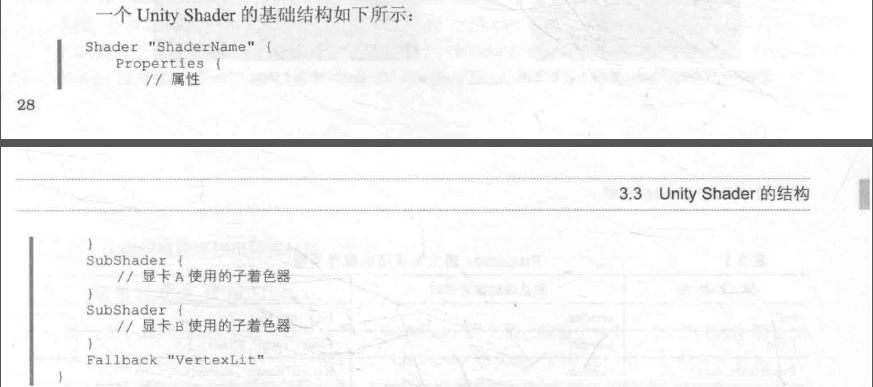 一个 Unity Shader 的基础结构如下所示：
Shader "ShaderName" {
Properties {
// 属性
28
3.3 Unity Shader 的结构
}
SubShader {
// 显卡 A 使用的子着色器
}
SubShader {
// 显卡 B 使用的子着色器
}
Fallback "VertexLit"
}